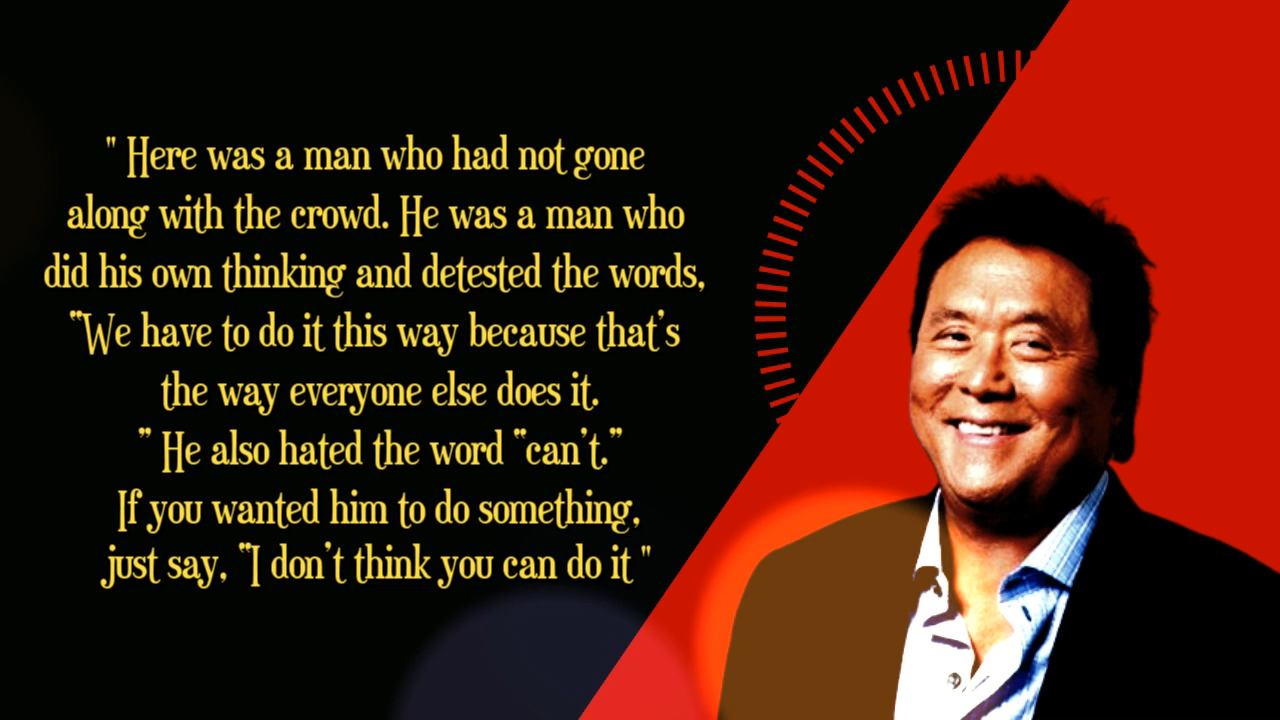 " Here was a man who had not gone
along with the crowd. He was a man who
did his own thinking and detested the words,
“We have to do it this way because that’s
the way everyone else does it.
” He also hated the word “can’t.”
If you wanted him to do something,
just say, “I don’t think you can do it "